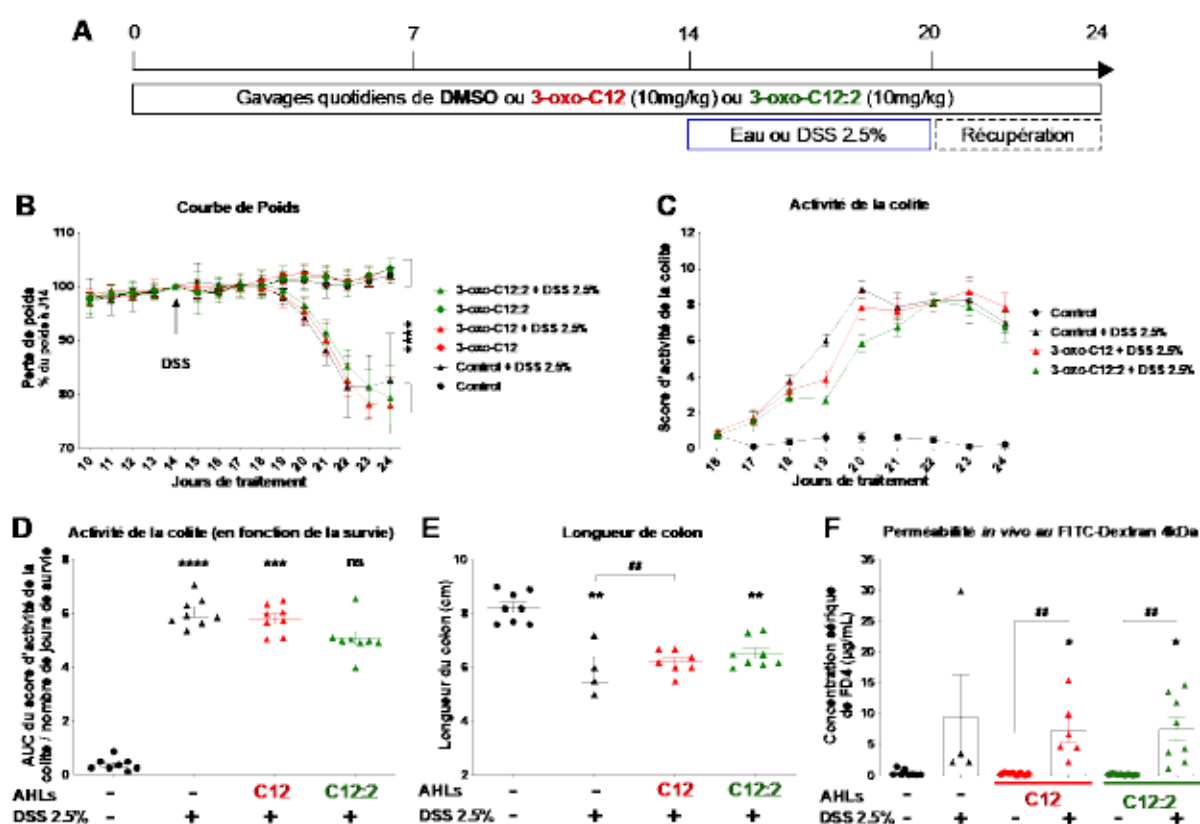 A
0 7 14 20 24
Gavages quotidiens de DMSO ou 3-oxo-C12 (10mg/kg) ou 3-oxo-C12:2 (10mg/kg)
Eau ou DSS 2.5% Récupération
B Courbe de Poids
Perte de poids
% du poids à J14
110
100
90
80
70
DSS
10 11 12 13 14 15 16 17 18 19 20 21 22 23 24
Jours de traitement
3-oxo-C12:2 + DSS 2.5%
3-oxo-C12:2
3-oxo-C12 + DSS 2.5%
3-oxo-C12
Control + DSS 2.5%
Control
***
C Activité de la colite
Score d'activité de la colite
12
10
8
6
4
2
0
16 17 18 19 20 21 22 23 24
Jours de traitement
Control
Control + DSS 2.5%
3-oxo-C12 + DSS 2.5%
3-oxo-C12:2 + DSS 2.5%
D Activité de la colite (en fonction de la survie)
AUC du score d'activité de la
colite / nombre de jours de survie
8
6
4
2
0
**** *** ns
AHLs - - C12 C12:2
DSS 2.5% - + + +
E Longueur de colon
Longueur du colon (cm)
10
8
6
4
2
##
** **
AHLs - - C12 C12:2
DSS 2.5% - + + +
F Perméabilité in vivo au FITC-Dextran 4kDa
Concentration sérique
de FD4 (µg/mL)
35
30
25
20
15
10
5
0
## ##
* *
AHLs - - C12 C12:2
DSS 2.5% - + - + - +